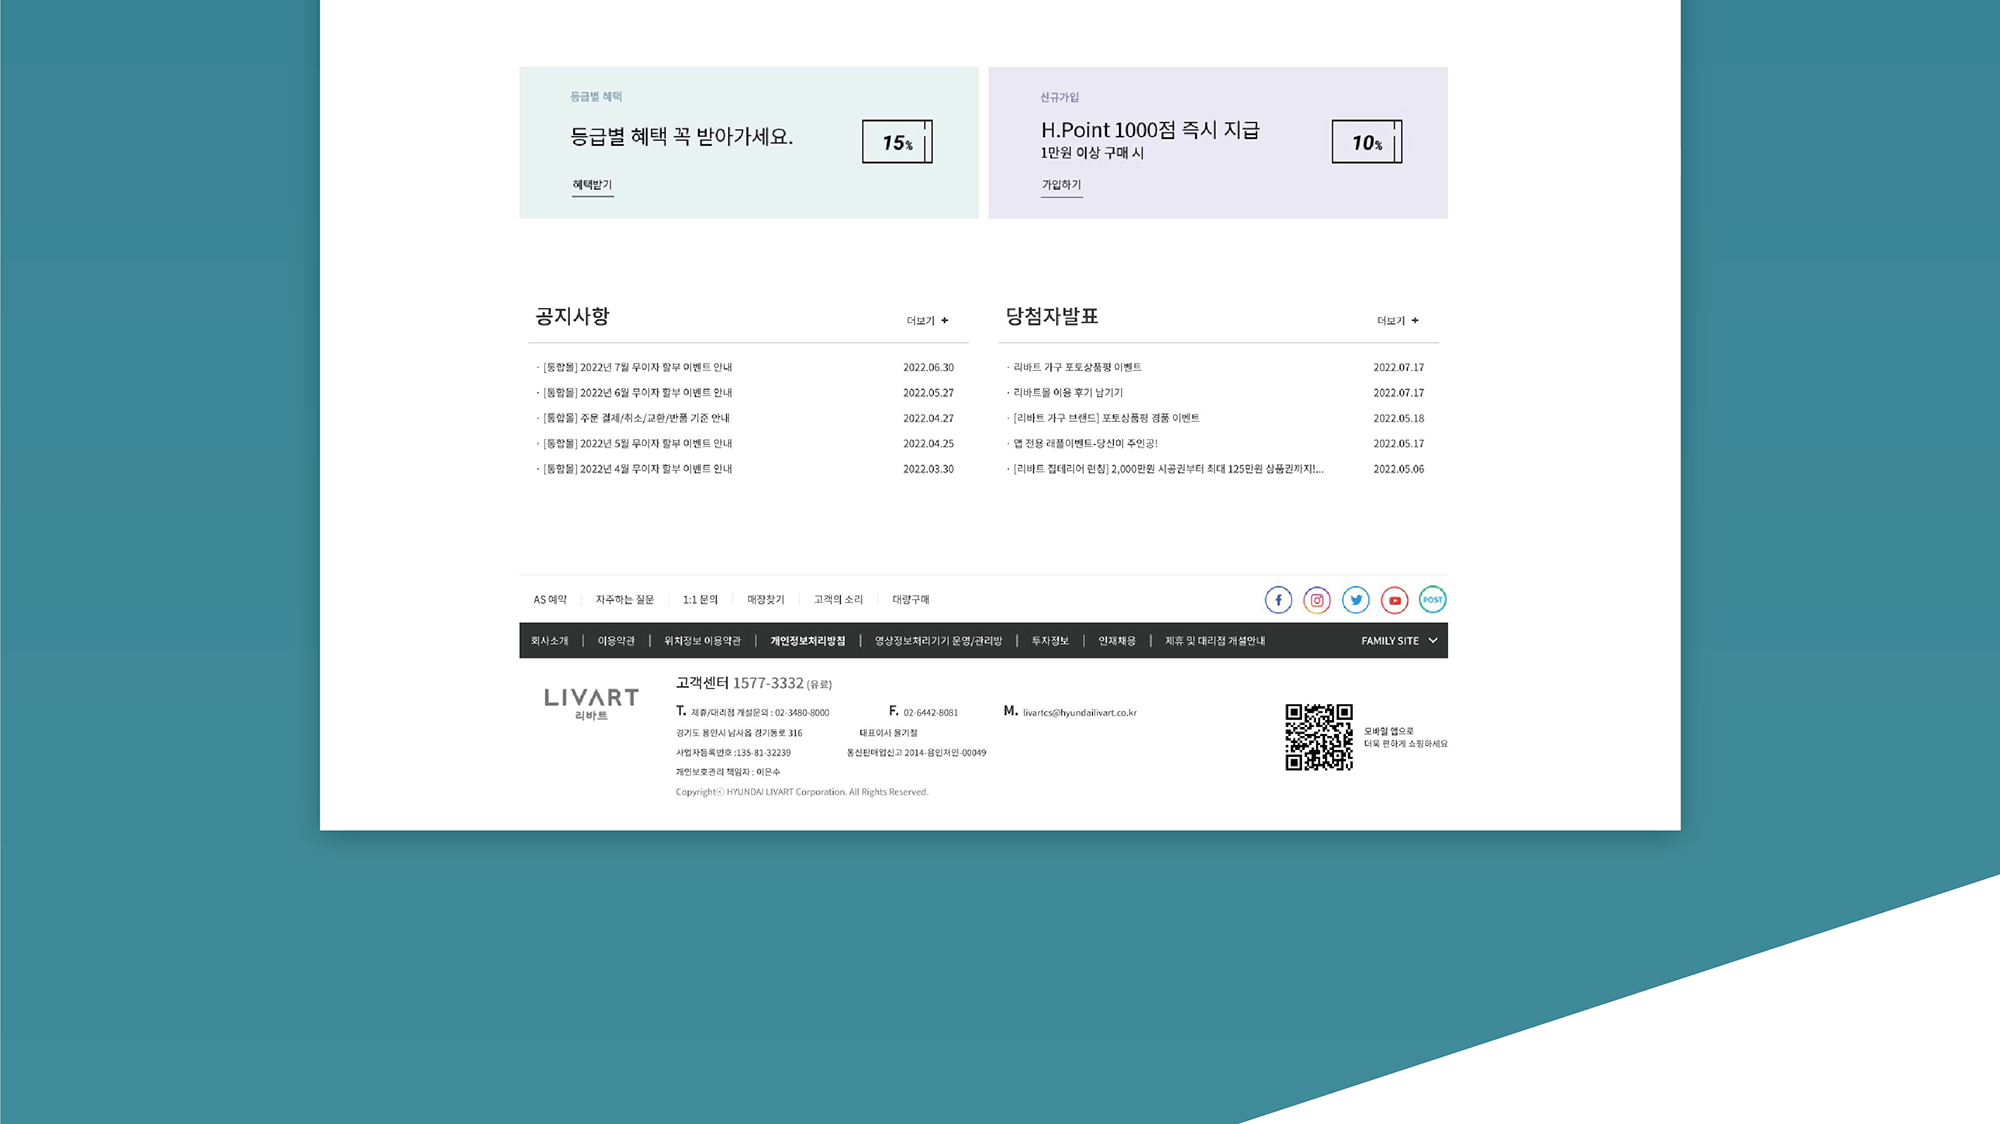 등급별 혜택
등급별 혜택 꼭 받아가세요.
15%
혜택받기
신규가입
H.Point 1000점 즉시 지급
1만원 이상 구매 시
10%
가입하기
공지사항
더보기 +
· [통합몰] 2022년 7월 무이자 할부 이벤트 안내 2022.06.30
· [통합몰] 2022년 6월 무이자 할부 이벤트 안내 2022.05.27
· [통합몰] 주문 결제/취소/교환/반품 기준 안내 2022.04.27
· [통합몰] 2022년 5월 무이자 할부 이벤트 안내 2022.04.25
· [통합몰] 2022년 4월 무이자 할부 이벤트 안내 2022.03.30
당첨자발표
더보기 +
· 리바트 가구 포토상품평 이벤트 2022.07.17
· 리바트몰 이용 후기 남기기 2022.07.17
· [리바트 가구 브랜드] 포토상품평 경품 이벤트 2022.05.18
· 앱 전용 래플이벤트-당신이 주인공! 2022.05.17
· [리바트 집테리어 런칭] 2,000만원 시공권부터 최대 125만원 상품권까지!... 2022.05.06
AS 예약 자주하는 질문 1:1 문의 매장찾기 고객의 소리 대량구매
POST
회사소개 | 이용약관 | 위치정보 이용약관 | 개인정보처리방침 | 영상정보처리기기 운영/관리방 | 투자정보 | 인재채용 | 제휴 및 대리점 개설안내 FAMILY SITE
LIVART
리바트
고객센터 1577-3332 (유료)
T. 제휴/대리점 개설문의 : 02-3480-8000 F. 02-6442-8081 M. livartcs@hyundailivart.co.kr
경기도 용인시 남사읍 경기동로 316 대표이사 윤기철
사업자등록번호 :135-81-32239 통신판매업신고 2014-용인처인-00049
개인보호관리 책임자 : 이은수
Copyrightⓒ HYUNDAI LIVART Corporation. All Rights Reserved.
모바일 앱으로
더욱 편하게 쇼핑하세요